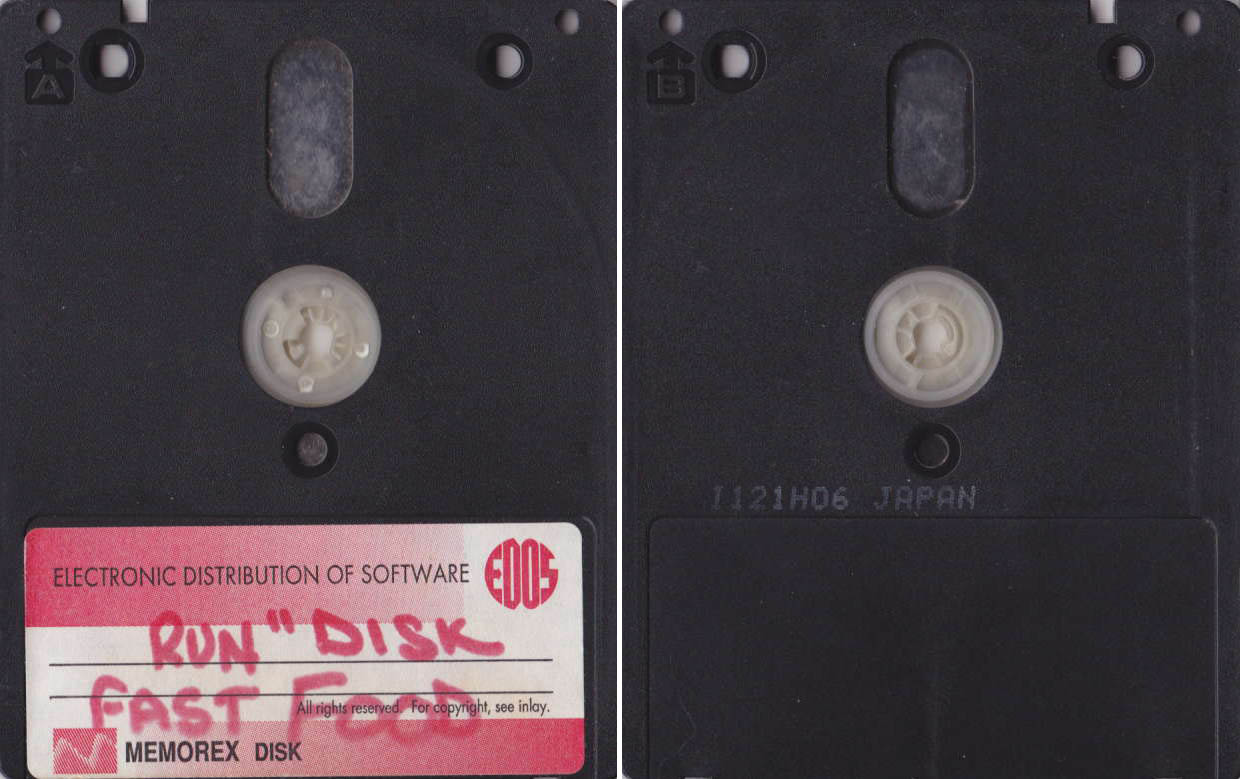 A
ELECTRONIC DISTRIBUTION OF SOFTWARE EDOS
RUN "DISK
FAST FOOD
All rights reserved. For copyright, see inlay.
MEMOREX DISK
B
I121H06 JAPAN